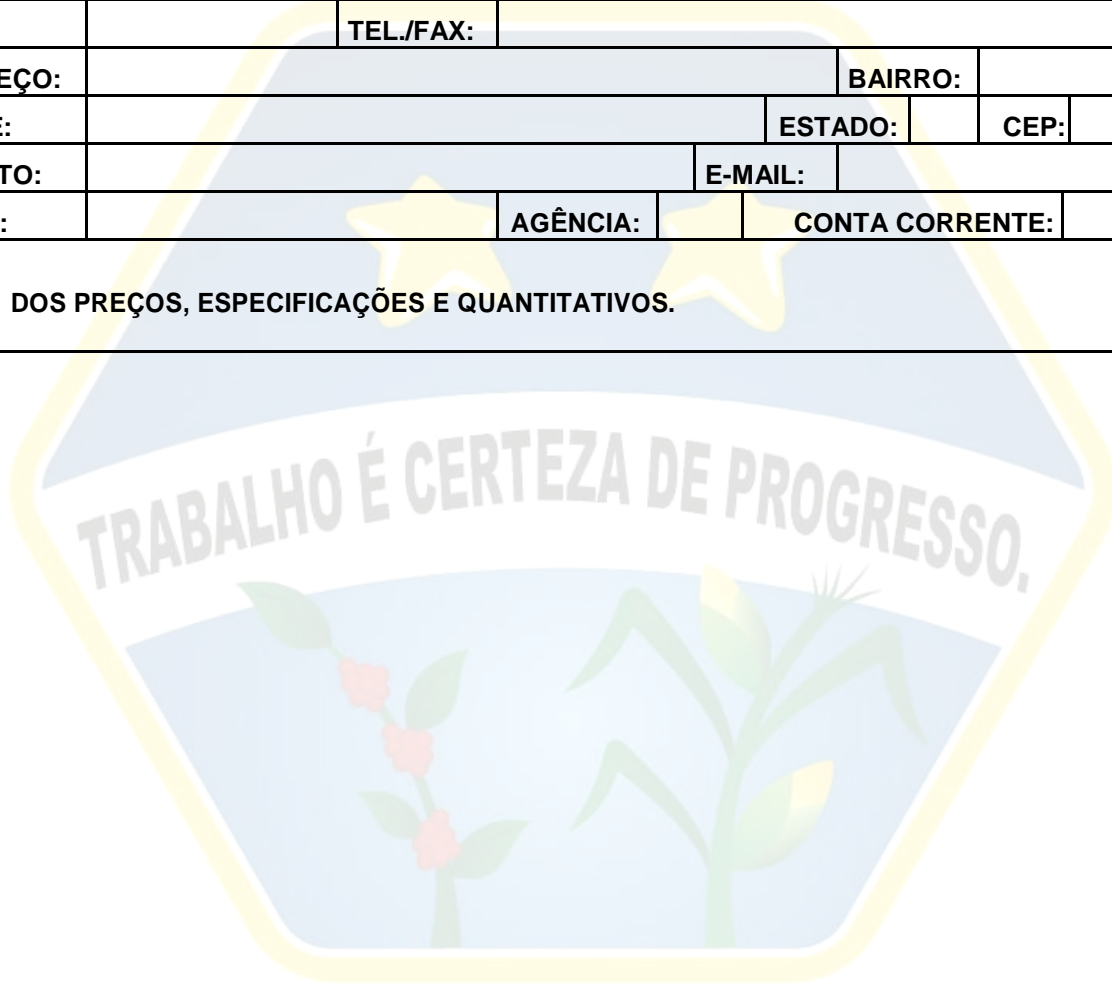 TEL./FAX:
EÇO: BAIRRO:
E: ESTADO: CEP:
TO: E-MAIL:
: AGÊNCIA: CONTA CORRENTE:
DOS PREÇOS, ESPECIFICAÇÕES E QUANTITATIVOS.
TRABALHO É CERTEZA DE PROGRESSO.